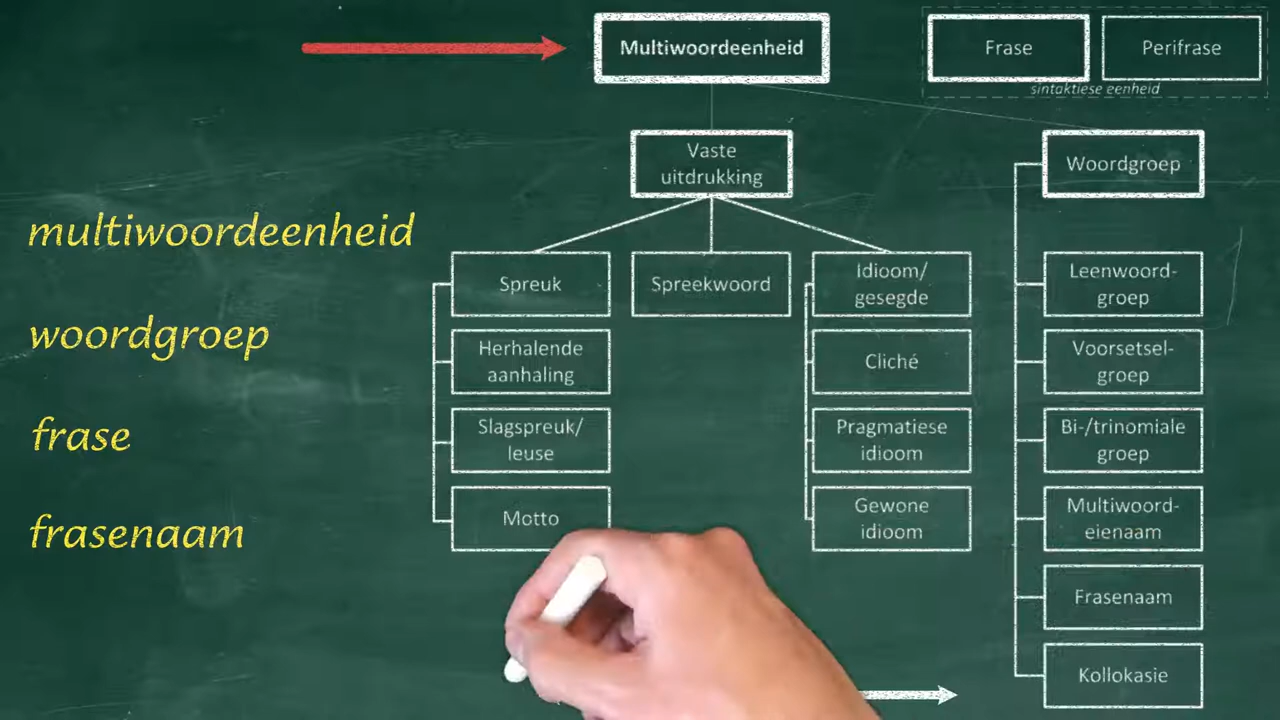 Multiwoordeenheid
Frase
Perifrase
sintaktiese eenheid
Vaste
uitdrukking
Woordgroep
multiwoordeenheid
woordgroep
frase
frasenaam
Spreuk
Herhalende
aanhaling
Slagspreuk/
leuse
Motto
Spreekwoord
Idioom/
gesegde
Cliché
Pragmatiese
idioom
Gewone
idioom
Leenwoord-
groep
Voorsetsel-
groep
Bi-/trinomiale
groep
Multiwoord-
eienaam
Frasenaam
Kollokasie